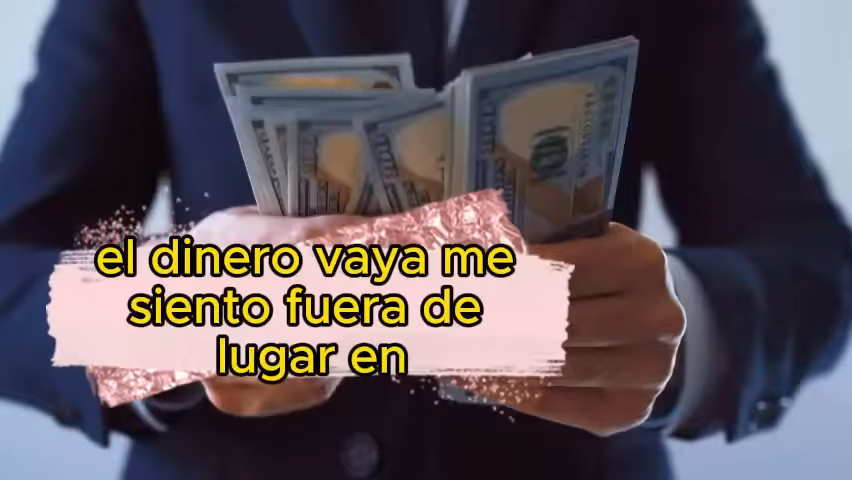 el dinero vaya me
siento fuera de
lugar en